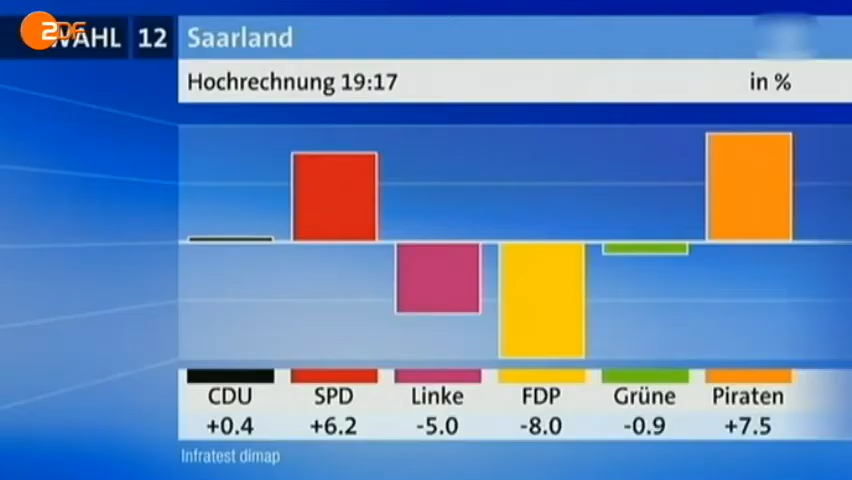 ZDF
WAHL 12 Saarland
Hochrechnung 19:17 in %
CDU SPD Linke FDP Grüne Piraten
+0.4 +6.2 -5.0 -8.0 -0.9 +7.5
Infratest dimap